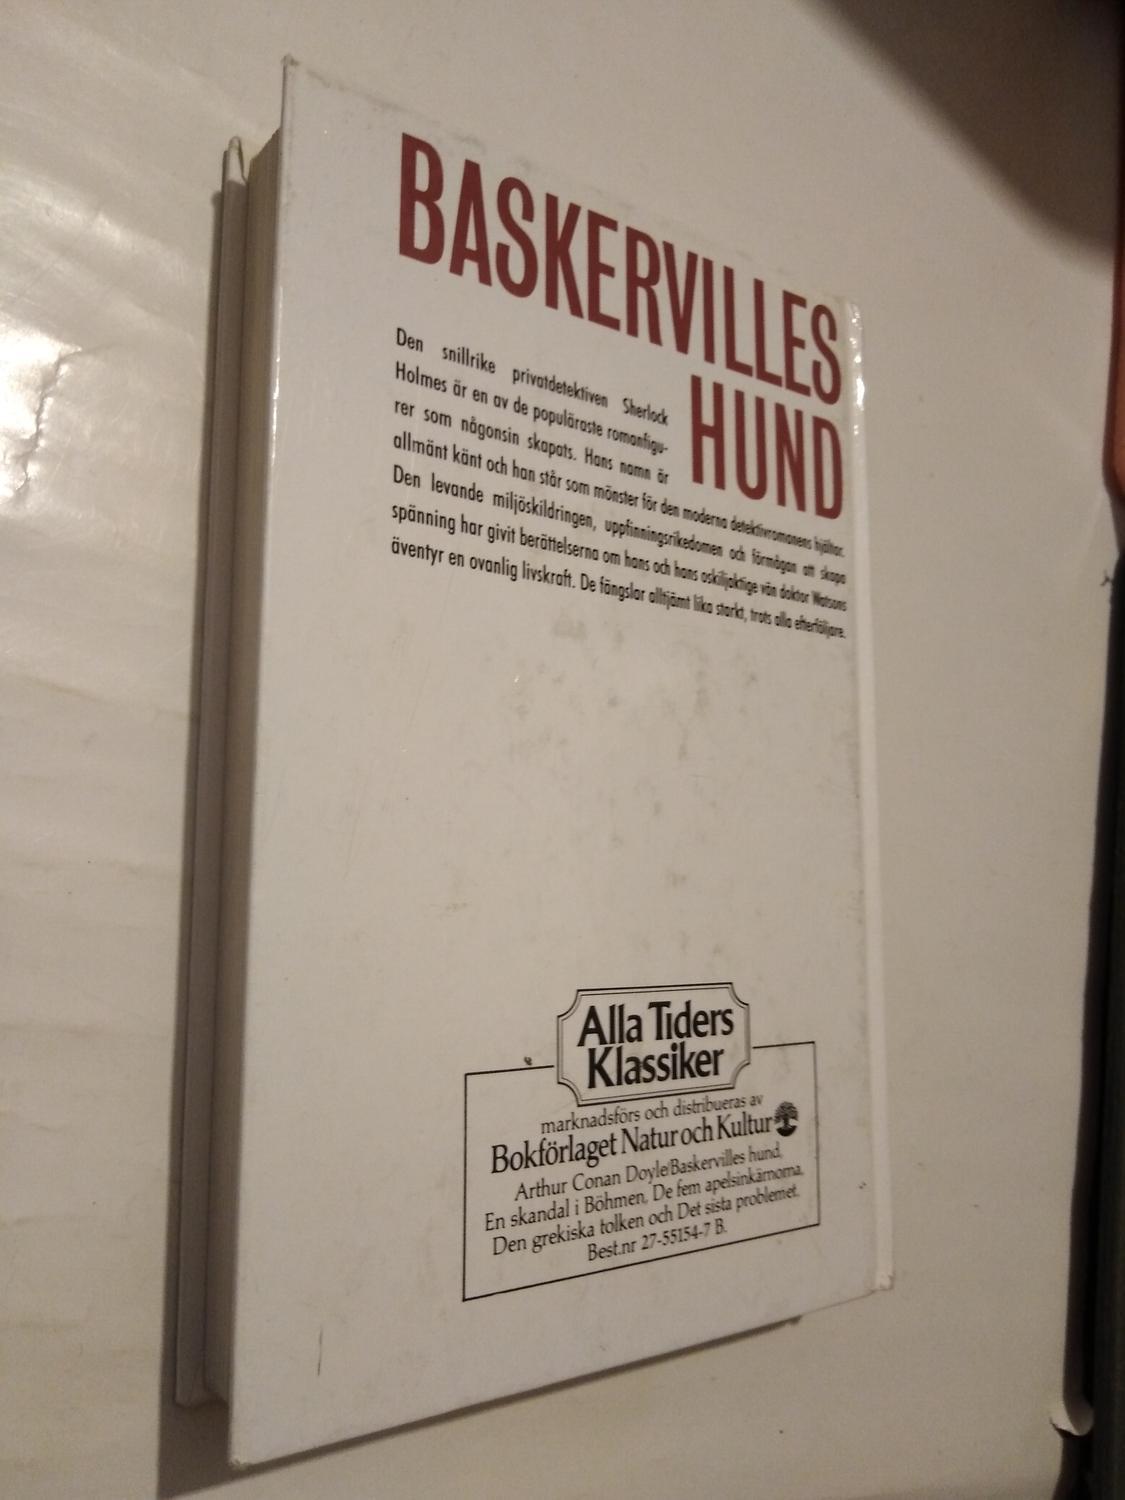 BASKERVILLES
HUND
Den snillrike privatdetektiven Sherlock
Holmes är en av de populäraste romanfigu-
rer som någonsin skapats. Hans namn är
allmänt känt och han står som mönster för den moderna detektivromanens hjältar.
Den levande miljöskildringen, uppfinningsrikedomen och förmågan att skapa
spänning har givit berättelserna om hans och hans oskiljaktige vän doktor Watsons
äventyr en ovanlig livskraft. De fängslar alltjämt lika starkt, trots alla efterföljare.
Alla Tiders
Klassiker
marknadsförs och distribueras av
Bokförlaget Natur och Kultur
Arthur Conan Doyle/Baskervilles hund,
En skandal i Böhmen, De fem apelsinkärnorna,
Den grekiska tolken och Det sista problemet.
Best.nr 27-55154-7 B.